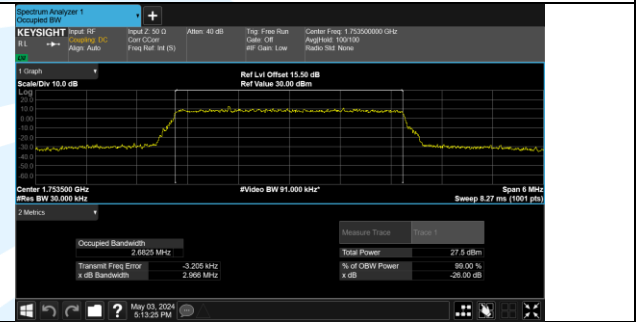 Spectrum Analyzer 1
Occupied BW
+
KEYSIGHT Input: RF Input Z: 50 Ω Atten: 40 dB Trig: Free Run Center Freq: 1.753500000 GHz
RL Coupling: DC Corr CCorr Gate: Off Avg|Hold: 100/100
Align: Auto Freq Ref: Int (S) #IF Gain: Low Radio Std: None
1 Graph
Ref Lvl Offset 15.50 dB
Scale/Div 10.0 dB Ref Value 30.00 dBm
Log
20.0
10.0
0.00
-10.0
-20.0
-30.0
-40.0
-50.0
-60.0
Center 1.753500 GHz #Video BW 91.000 kHz* Span 6 MHz
#Res BW 30.000 kHz Sweep 8.27 ms (1001 pts)
2 Metrics
Measure Trace Trace 1
Occupied Bandwidth
2.6825 MHz Total Power 27.5 dBm
Transmit Freq Error -3.205 kHz % of OBW Power 99.00 %
x dB Bandwidth 2.966 MHz x dB -26.00 dB
? May 03, 2024
5:13:25 PM